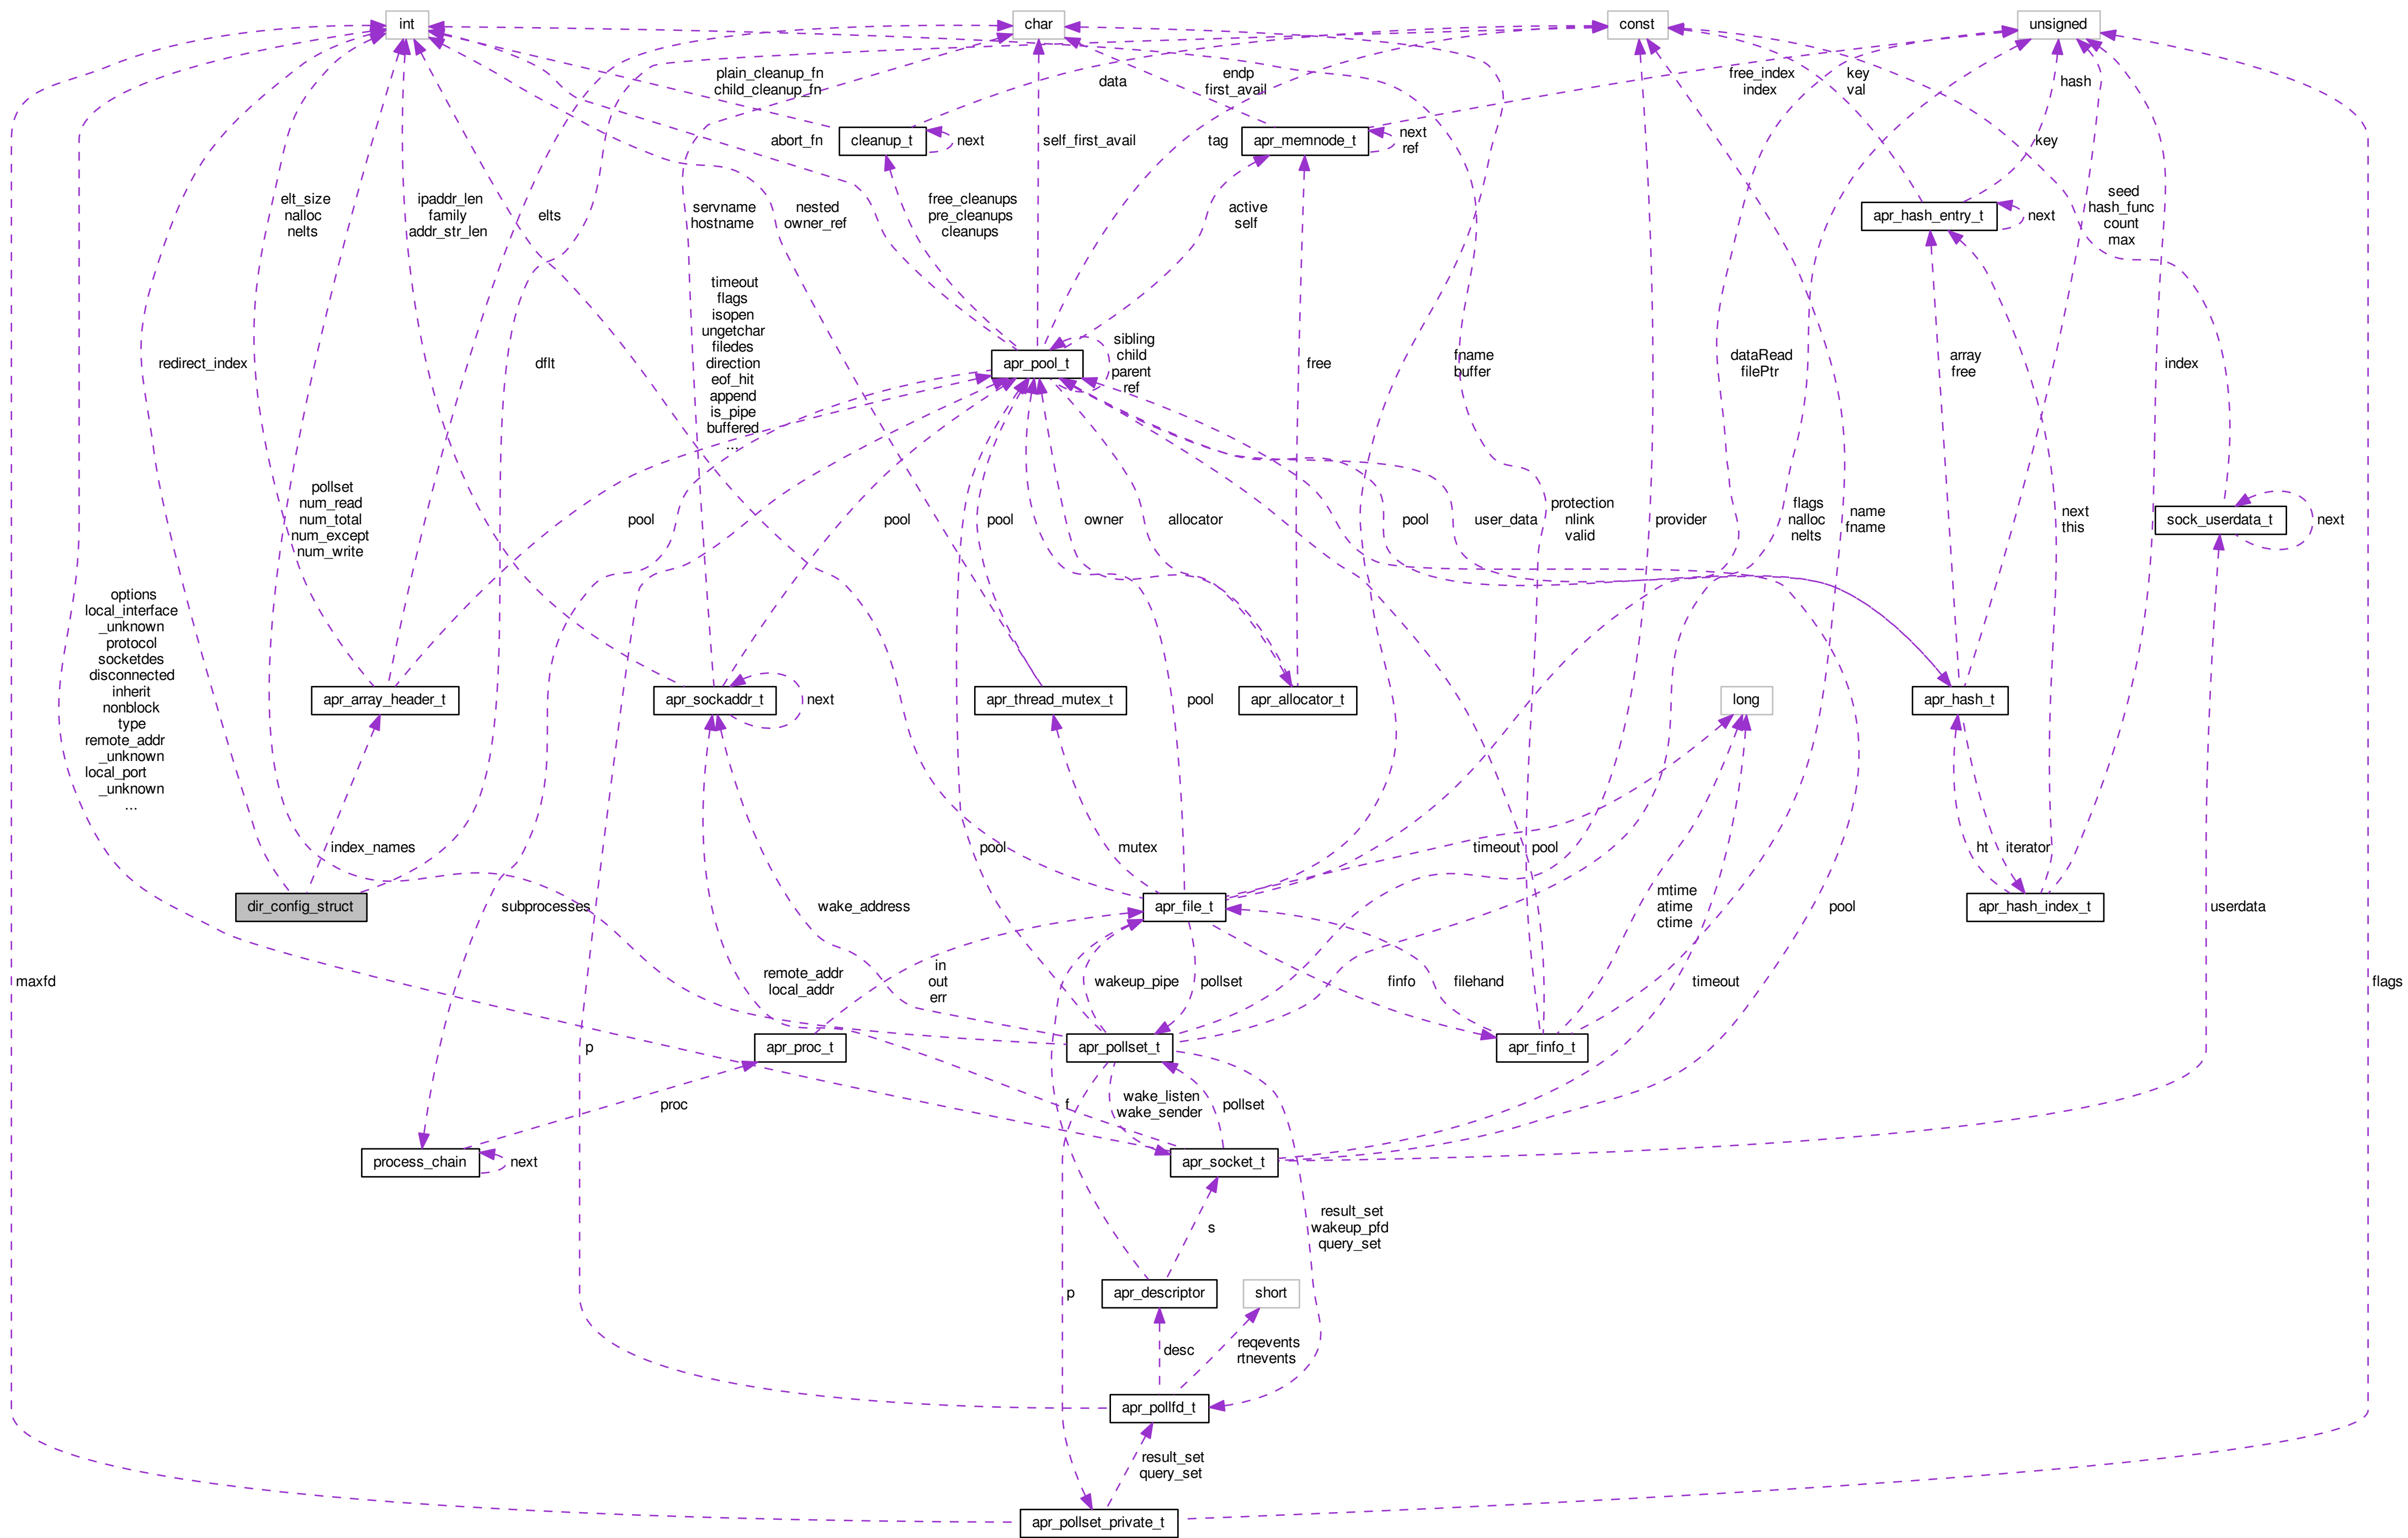 int
char
const
unsigned
plain_cleanup_fn
child_cleanup_fn
data
endp
first_avail
free_index
index
key
val
hash
cleanup_t
next
abort_fn
self_first_avail
tag
apr_memnode_t
next
ref
key
elt_size
nalloc
nelts
ipaddr_len
family
addr_str_len
elts
servname
hostname
nested
owner_ref
free_cleanups
pre_cleanups
cleanups
active
self
apr_hash_entry_t
next
seed
hash_func
count
max
redirect_index
dflt
timeout
flags
isopen
ungetchar
filedes
direction
eof_hit
append
is_pipe
buffered
...
apr_pool_t
sibling
child
parent
ref
free
fname
buffer
dataRead
filePtr
array
free
index
pollset
num_read
num_total
num_except
num_write
pool
pool
pool
owner
allocator
pool
user_data
protection
nlink
valid
provider
flags
nalloc
nelts
name
fname
next
this
sock_userdata_t
next
options
local_interface
_unknown
protocol
socketdes
disconnected
inherit
nonblock
type
remote_addr
_unknown
local_port
_unknown
...
apr_array_header_t
apr_sockaddr_t
next
apr_thread_mutex_t
pool
apr_allocator_t
long
apr_hash_t
index_names
pool
mutex
timeout
pool
ht
iterator
dir_config_struct
subprocesses
wake_address
apr_file_t
mtime
atime
ctime
pool
apr_hash_index_t
userdata
maxfd
remote_addr
local_addr
in
out
err
wakeup_pipe
pollset
finfo
filehand
timeout
flags
p
apr_proc_t
apr_pollset_t
apr_finfo_t
proc
f
wake_listen
wake_sender
pollset
process_chain
next
apr_socket_t
s
result_set
wakeup_pfd
query_set
p
apr_descriptor
short
desc
reqevents
rtnevents
apr_pollfd_t
result_set
query_set
apr_pollset_private_t